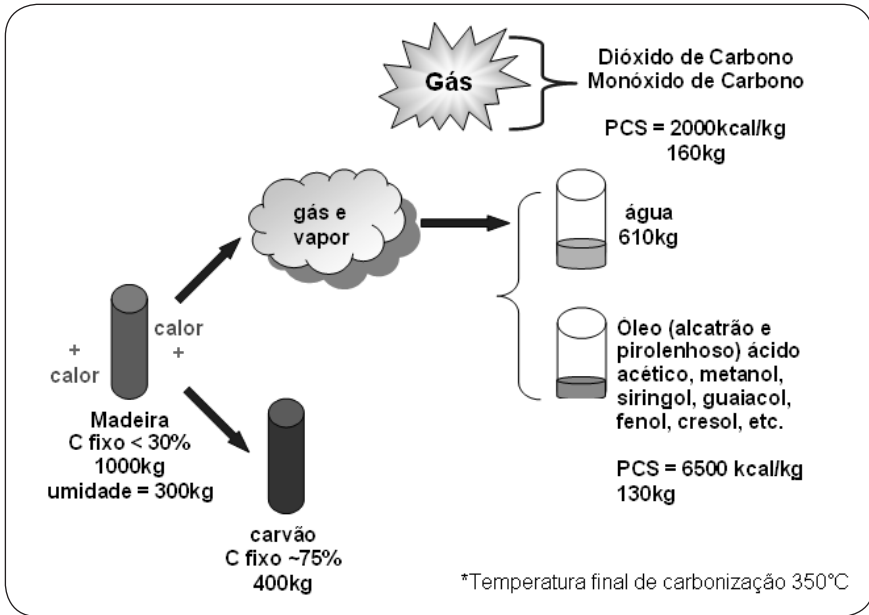 Gás
Dióxido de Carbono
Monóxido de Carbono
PCS = 2000kcal/kg
160kg
gás e
vapor
água
610kg
+
calor
calor
+
Madeira
C fixo < 30%
1000kg
umidade = 300kg
Óleo (alcatrão e
pirolenhoso) ácido
acético, metanol,
siringol, guaiacol,
fenol, cresol, etc.
PCS = 6500 kcal/kg
130kg
carvão
C fixo ~75%
400kg
*Temperatura final de carbonização 350°C